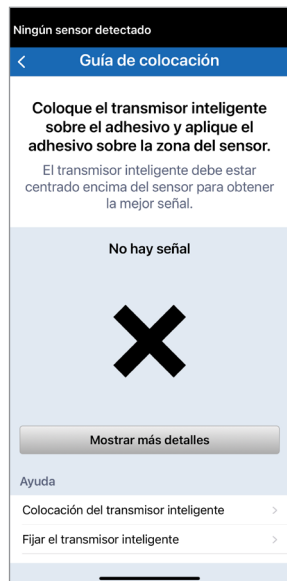 Ningún sensor detectado
Guía de colocación
Coloque el transmisor inteligente
sobre el adhesivo y aplique el
adhesivo sobre la zona del sensor.
El transmisor inteligente debe estar
centrado encima del sensor para obtener
la mejor señal.
No hay señal
Mostrar más detalles
Ayuda
Colocación del transmisor inteligente
Fijar el transmisor inteligente